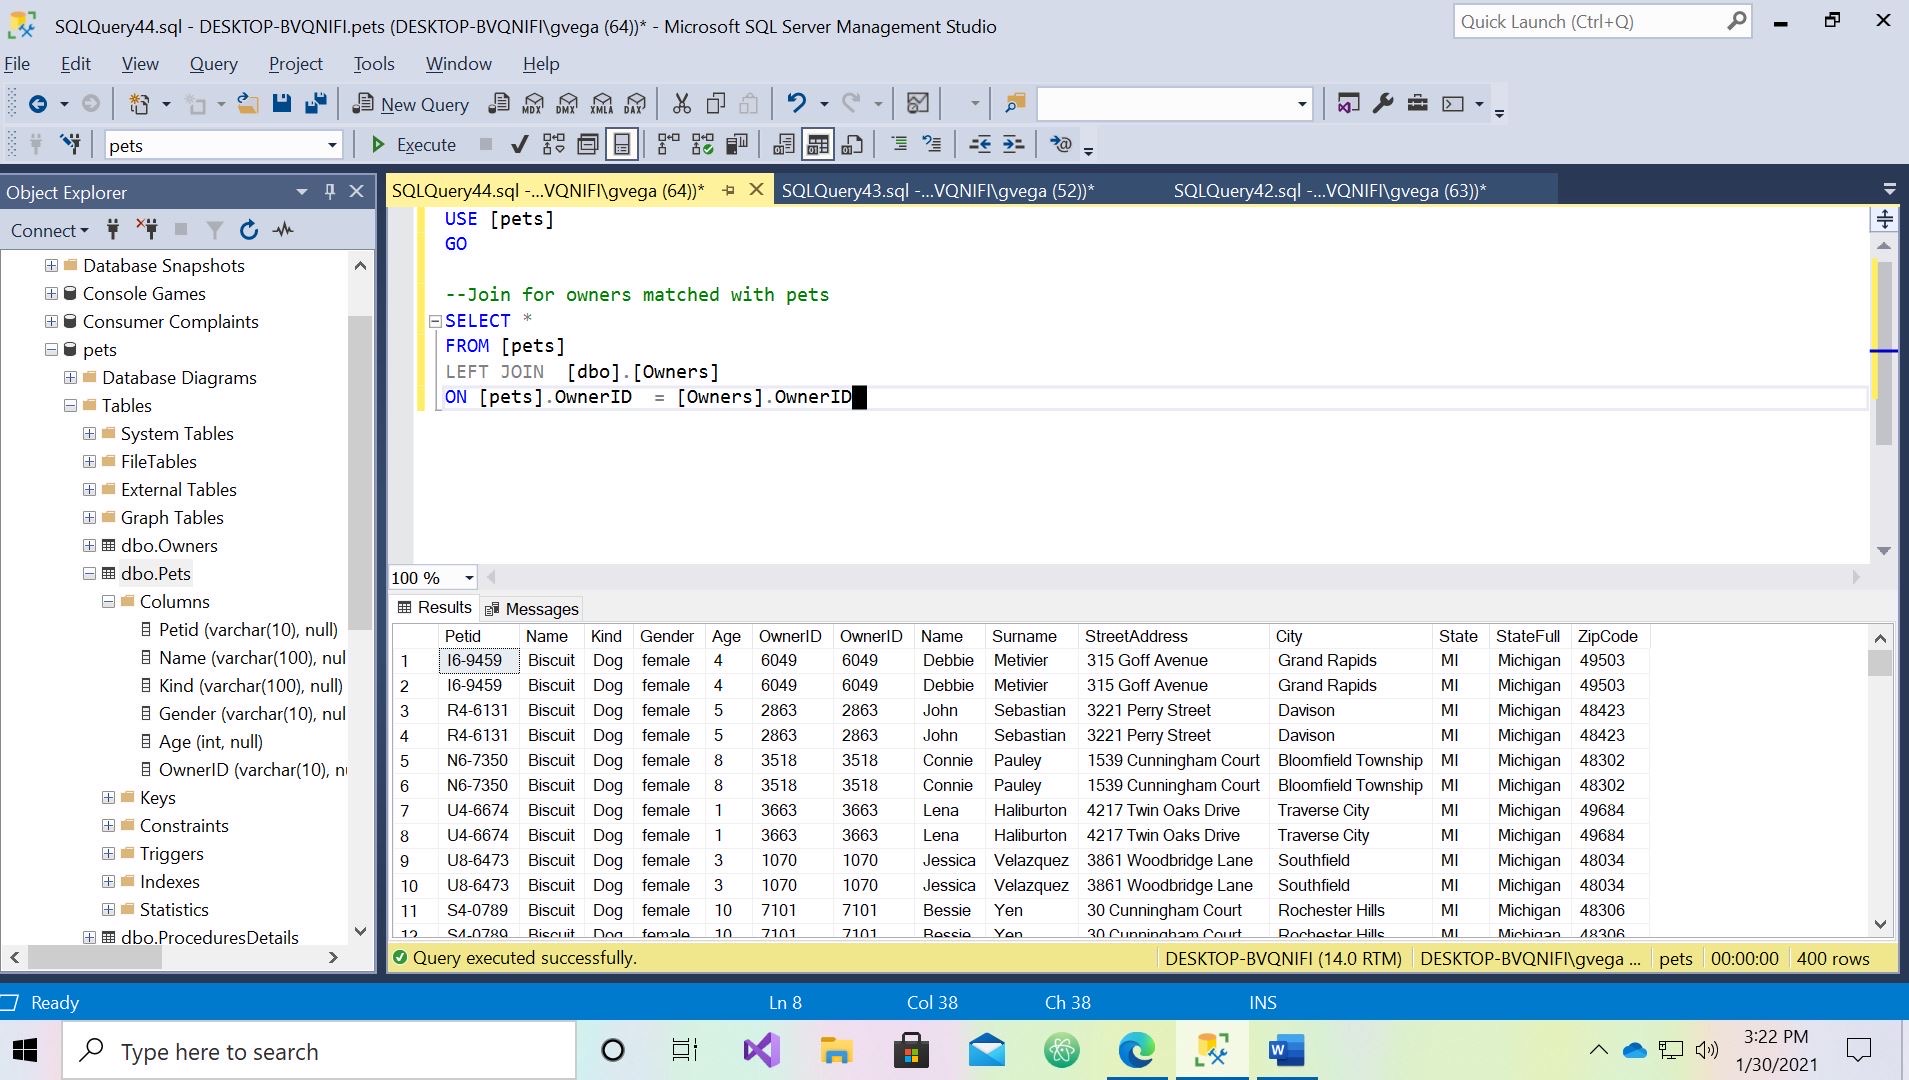 SQLQuery44.sql - DESKTOP-BVQNIFI.pets (DESKTOP-BVQNIFI\gvega (64))* - Microsoft SQL Server Management Studio
Quick Launch (Ctrl+Q)
File Edit View Query Project Tools Window Help
New Query MDX DMX XMLA DAX
pets Execute
Object Explorer
SQLQuery44.sql -...VQNIFI\gvega (64))* SQLQuery43.sql -...VQNIFI\gvega (52))* SQLQuery42.sql -...VQNIFI\gvega (63))*
Connect
Database Snapshots
Console Games
Consumer Complaints
pets
Database Diagrams
Tables
System Tables
FileTables
External Tables
Graph Tables
dbo.Owners
dbo.Pets
Columns
Petid (varchar(10), null)
Name (varchar(100), nul
Kind (varchar(100), null)
Gender (varchar(10), nul
Age (int, null)
OwnerID (varchar(10), n
Keys
Constraints
Triggers
Indexes
Statistics
dbo.ProceduresDetails
USE [pets]
GO
--Join for owners matched with pets
SELECT *
FROM [pets]
LEFT JOIN  [dbo].[Owners]
ON [pets].OwnerID  = [Owners].OwnerID
100 %
Results Messages
Petid Name Kind Gender Age OwnerID OwnerID Name Surname StreetAddress City State StateFull ZipCode
1 I6-9459 Biscuit Dog female 4 6049 6049 Debbie Metivier 315 Goff Avenue Grand Rapids MI Michigan 49503
2 I6-9459 Biscuit Dog female 4 6049 6049 Debbie Metivier 315 Goff Avenue Grand Rapids MI Michigan 49503
3 R4-6131 Biscuit Dog female 5 2863 2863 John Sebastian 3221 Perry Street Davison MI Michigan 48423
4 R4-6131 Biscuit Dog female 5 2863 2863 John Sebastian 3221 Perry Street Davison MI Michigan 48423
5 N6-7350 Biscuit Dog female 8 3518 3518 Connie Pauley 1539 Cunningham Court Bloomfield Township MI Michigan 48302
6 N6-7350 Biscuit Dog female 8 3518 3518 Connie Pauley 1539 Cunningham Court Bloomfield Township MI Michigan 48302
7 U4-6674 Biscuit Dog female 1 3663 3663 Lena Haliburton 4217 Twin Oaks Drive Traverse City MI Michigan 49684
8 U4-6674 Biscuit Dog female 1 3663 3663 Lena Haliburton 4217 Twin Oaks Drive Traverse City MI Michigan 49684
9 U8-6473 Biscuit Dog female 3 1070 1070 Jessica Velazquez 3861 Woodbridge Lane Southfield MI Michigan 48034
10 U8-6473 Biscuit Dog female 3 1070 1070 Jessica Velazquez 3861 Woodbridge Lane Southfield MI Michigan 48034
11 S4-0789 Biscuit Dog female 10 7101 7101 Bessie Yen 30 Cunningham Court Rochester Hills MI Michigan 48306
12 S4-0789 Biscuit Dog female 10 7101 7101 Bessie Yen 30 Cunningham Court Rochester Hills MI Michigan 48306
Query executed successfully. DESKTOP-BVQNIFI (14.0 RTM) DESKTOP-BVQNIFI\gvega ... pets 00:00:00 400 rows
Ready Ln 8 Col 38 Ch 38 INS
Type here to search
3:22 PM
1/30/2021